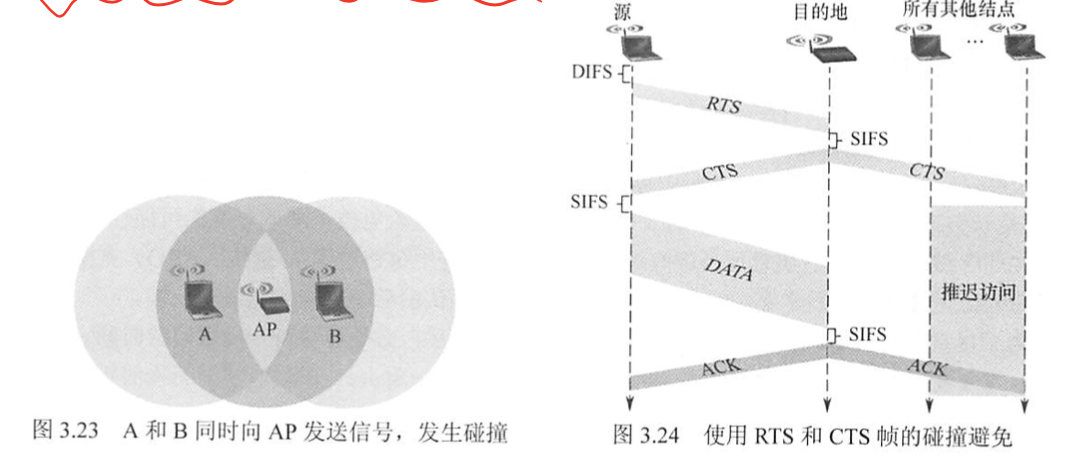 A
AP
B
图 3.23 A 和 B 同时向 AP 发送信号，发生碰撞
源
目的地
所有其他结点
...
DIFS
RTS
SIFS
CTS
CTS
SIFS
DATA
推迟访问
SIFS
ACK
ACK
图 3.24 使用 RTS 和 CTS 帧的碰撞避免